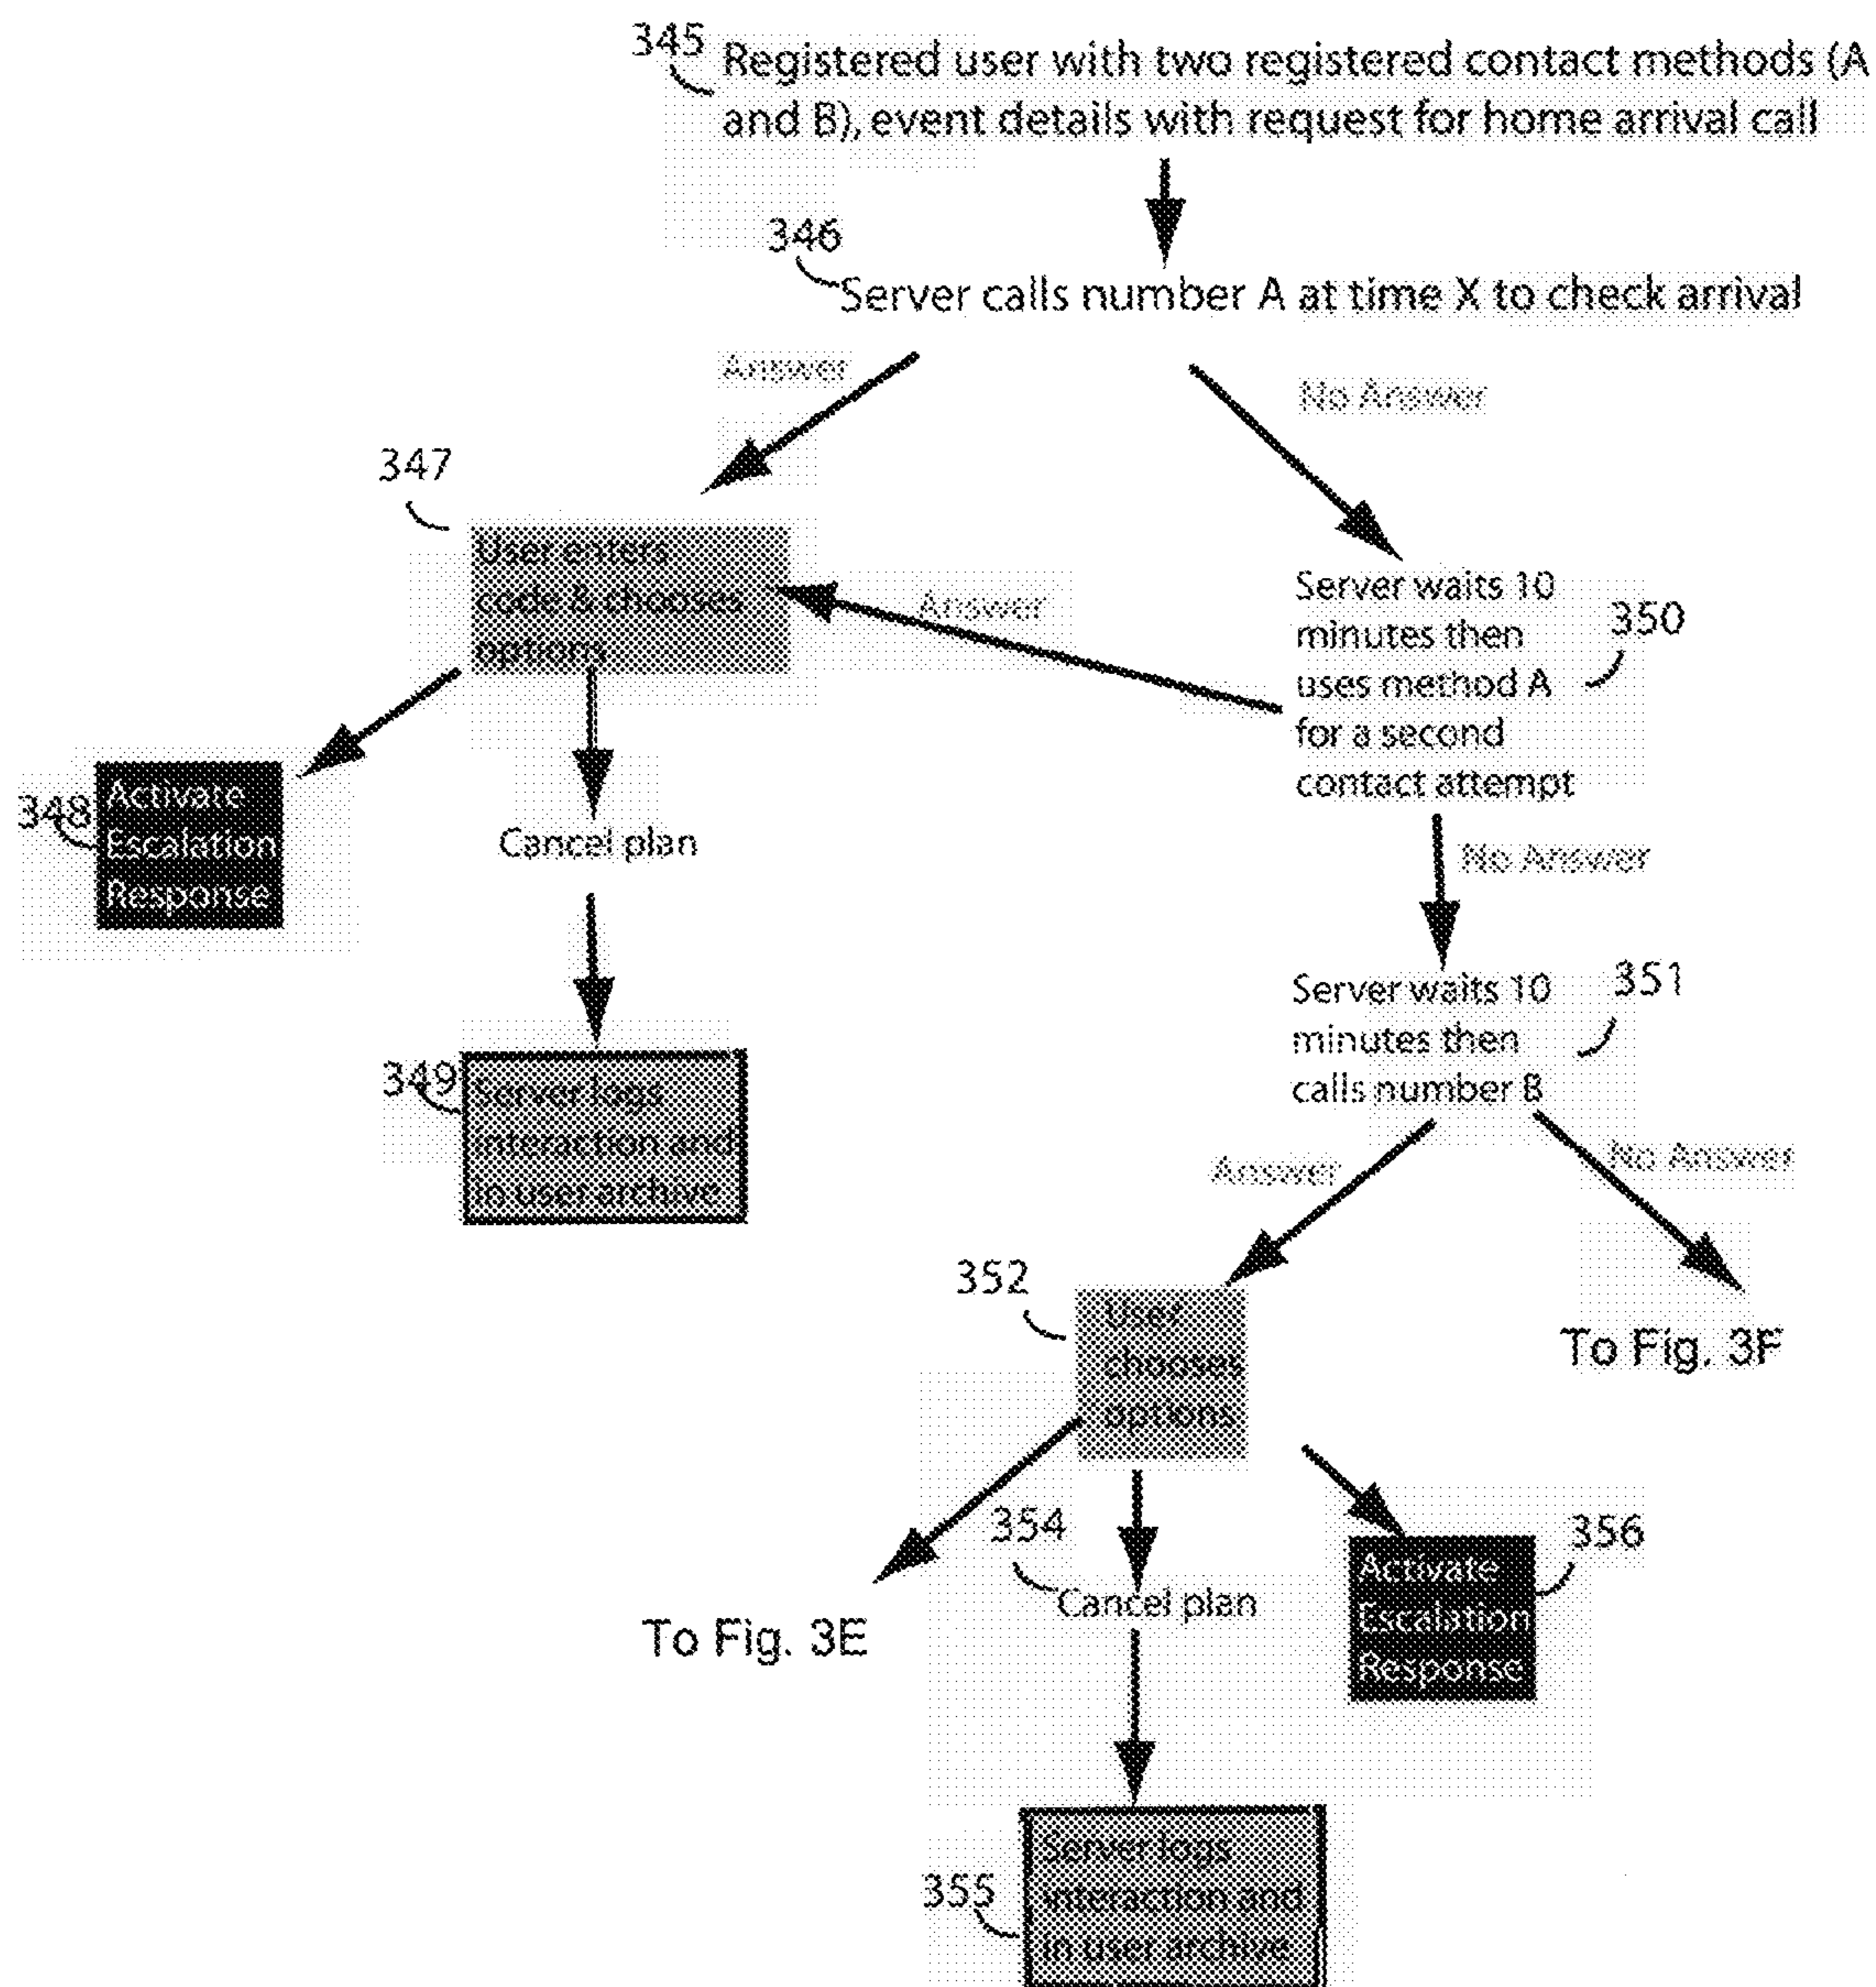 345
Registered user with two registered contact methods (A
and B), event details with request for home arrival call
346
Server calls number A at time X to check arrival
Answer
No Answer
347
User enters
code & chooses
options
Answer
Server waits 10
minutes then
uses method A
for a second
contact attempt
350
348
Activate
Escalation
Response
Cancel plan
No Answer
349
Server logs
interaction and
in user archive
Server waits 10
minutes then
calls number B
351
Answer
No Answer
352
User
chooses
options
To Fig. 3F
To Fig. 3E
354
Cancel plan
356
Activate
Escalation
Response
355
Server logs
interaction and
in user archive